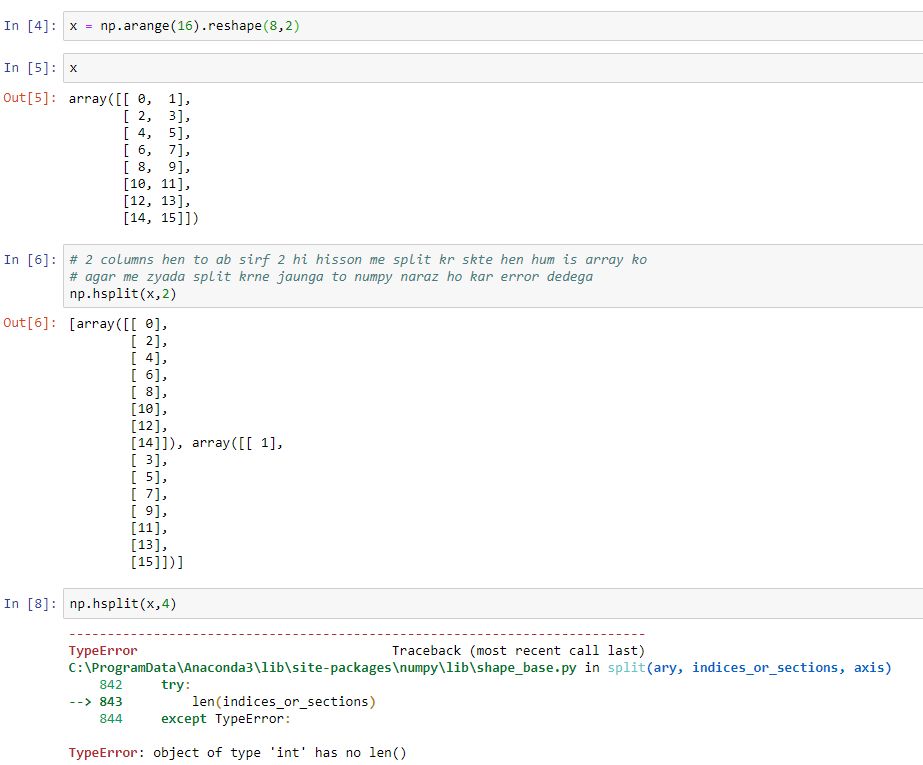 In [4]: x = np.arange(16).reshape(8,2)
In [5]: x
Out[5]: array([[ 0,  1],
       [ 2,  3],
       [ 4,  5],
       [ 6,  7],
       [ 8,  9],
       [10, 11],
       [12, 13],
       [14, 15]])
In [6]: # 2 columns hen to ab sirf 2 hi hisson me split kr skte hen hum is array ko
# agar me zyada split krne jaunga to numpy naraz ho kar error dedega
np.hsplit(x,2)
Out[6]: [array([[ 0],
        [ 2],
        [ 4],
        [ 6],
        [ 8],
        [10],
        [12],
        [14]]), array([[ 1],
        [ 3],
        [ 5],
        [ 7],
        [ 9],
        [11],
        [13],
        [15]])]
In [8]: np.hsplit(x,4)
---------------------------------------------------------------------------
TypeError                                 Traceback (most recent call last)
C:\ProgramData\Anaconda3\lib\site-packages\numpy\lib\shape_base.py in split(ary, indices_or_sections, axis)
    842     try:
--> 843         len(indices_or_sections)
    844     except TypeError:
TypeError: object of type 'int' has no len()